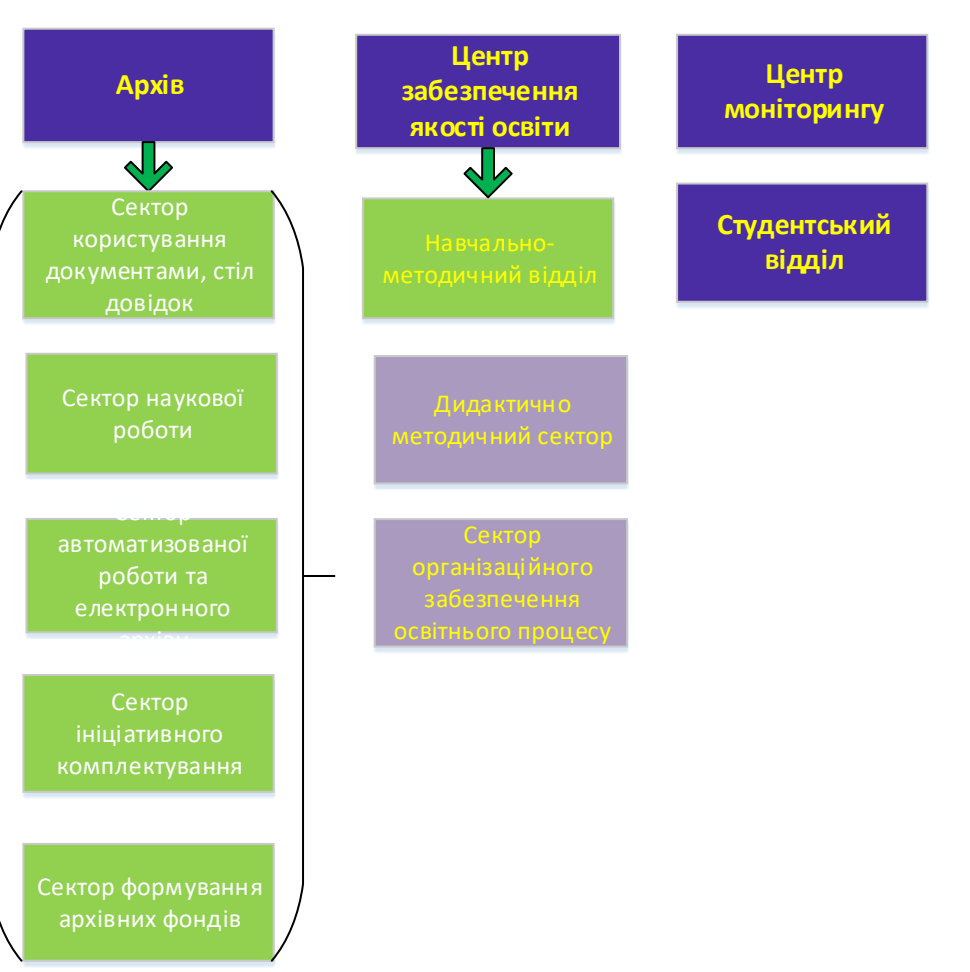 Архів
Сектор
користування
документами, стіл
довідок
Сектор наукової
роботи
Сектор
автоматизованої
роботи та
електронного
архіву
Сектор
ініціативного
комплектування
Сектор формування
архівних фондів
Центр
забезпечення
якості освіти
Навчально-
методичний відділ
Дидактично
методичний сектор
Сектор
організаційного
забезпечення
освітнього процесу
Центр
моніторингу
Студентський
відділ